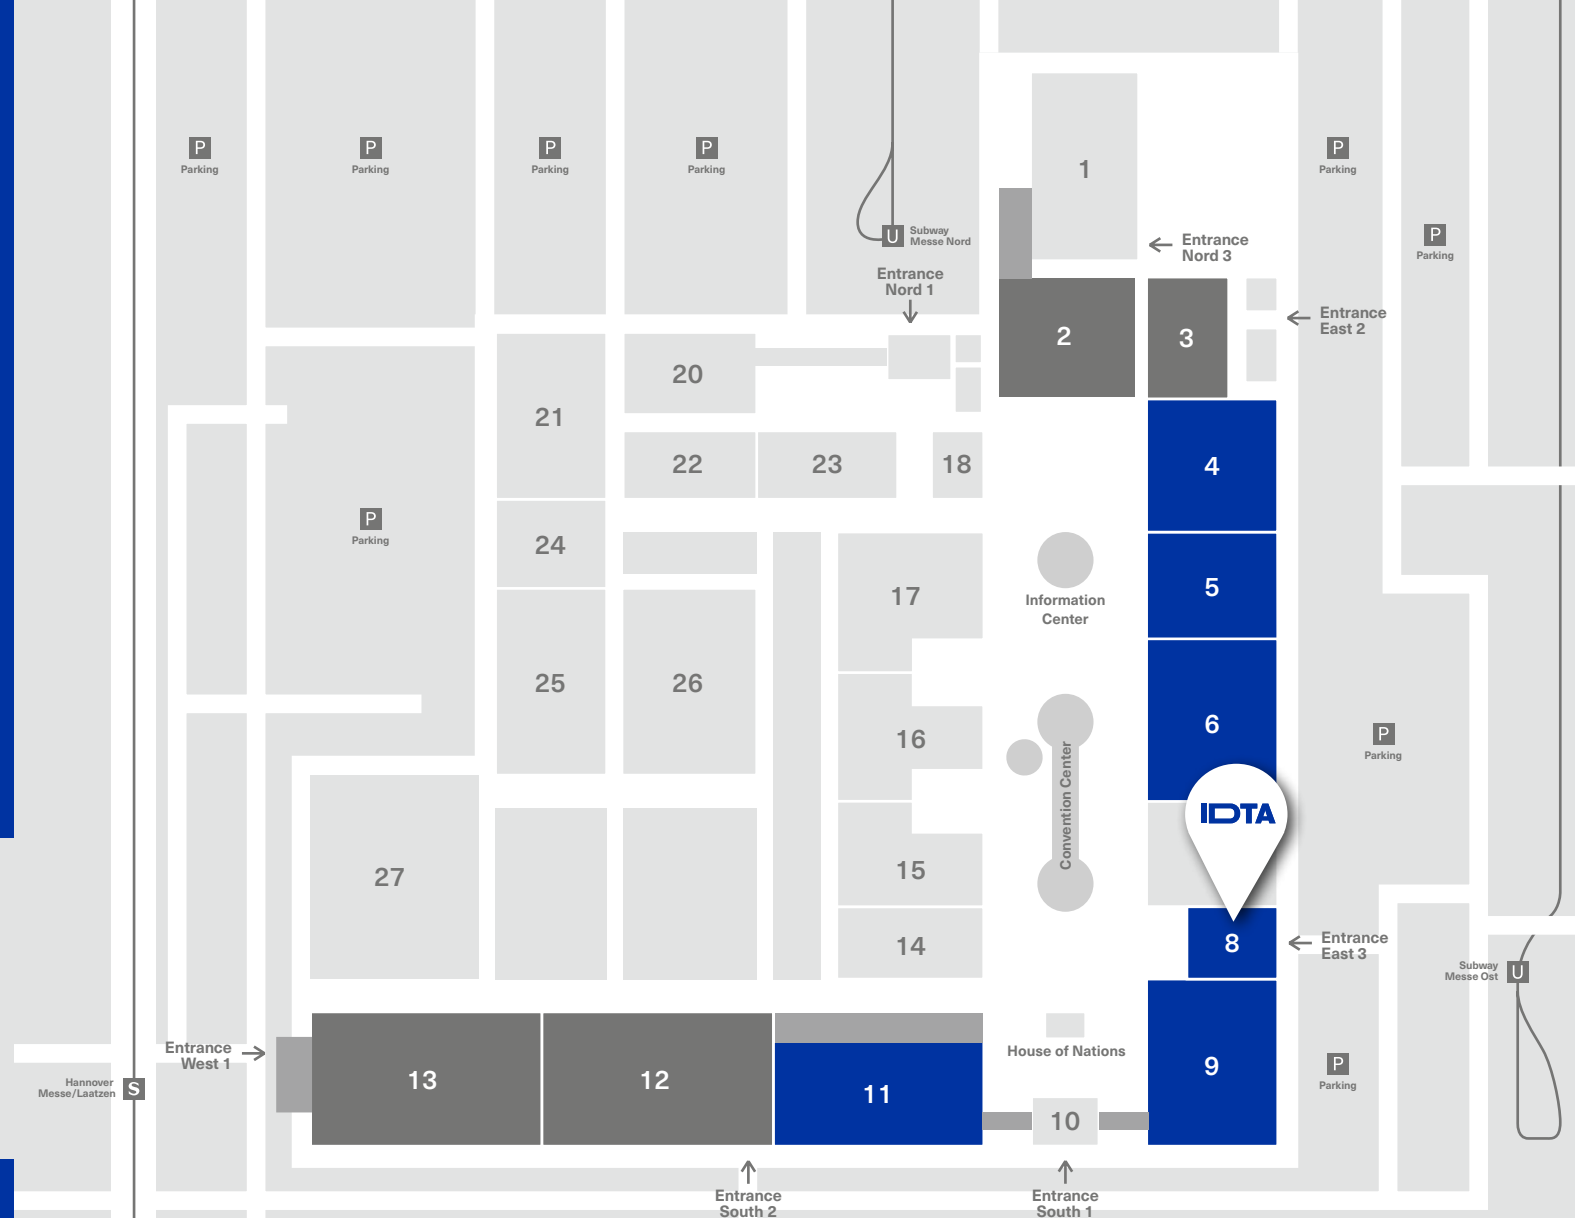 P
Parking
P
Parking
P
Parking
P
Parking
P
Parking
1
U
Subway
Messe Nord
P
Parking
Entrance
Nord 3
Entrance
Nord 1
Entrance
East 2
2
3
20
21
22
23
18
4
P
Parking
24
5
17
Information
Center
25
26
16
6
P
Parking
Convention Center
IDTA
27
15
14
8
Entrance
East 3
Subway
Messe Ost
U
Entrance
West 1
House of Nations
13
12
11
10
9
P
Parking
Hannover
Messe/Laatzen
S
Entrance
South 2
Entrance
South 1